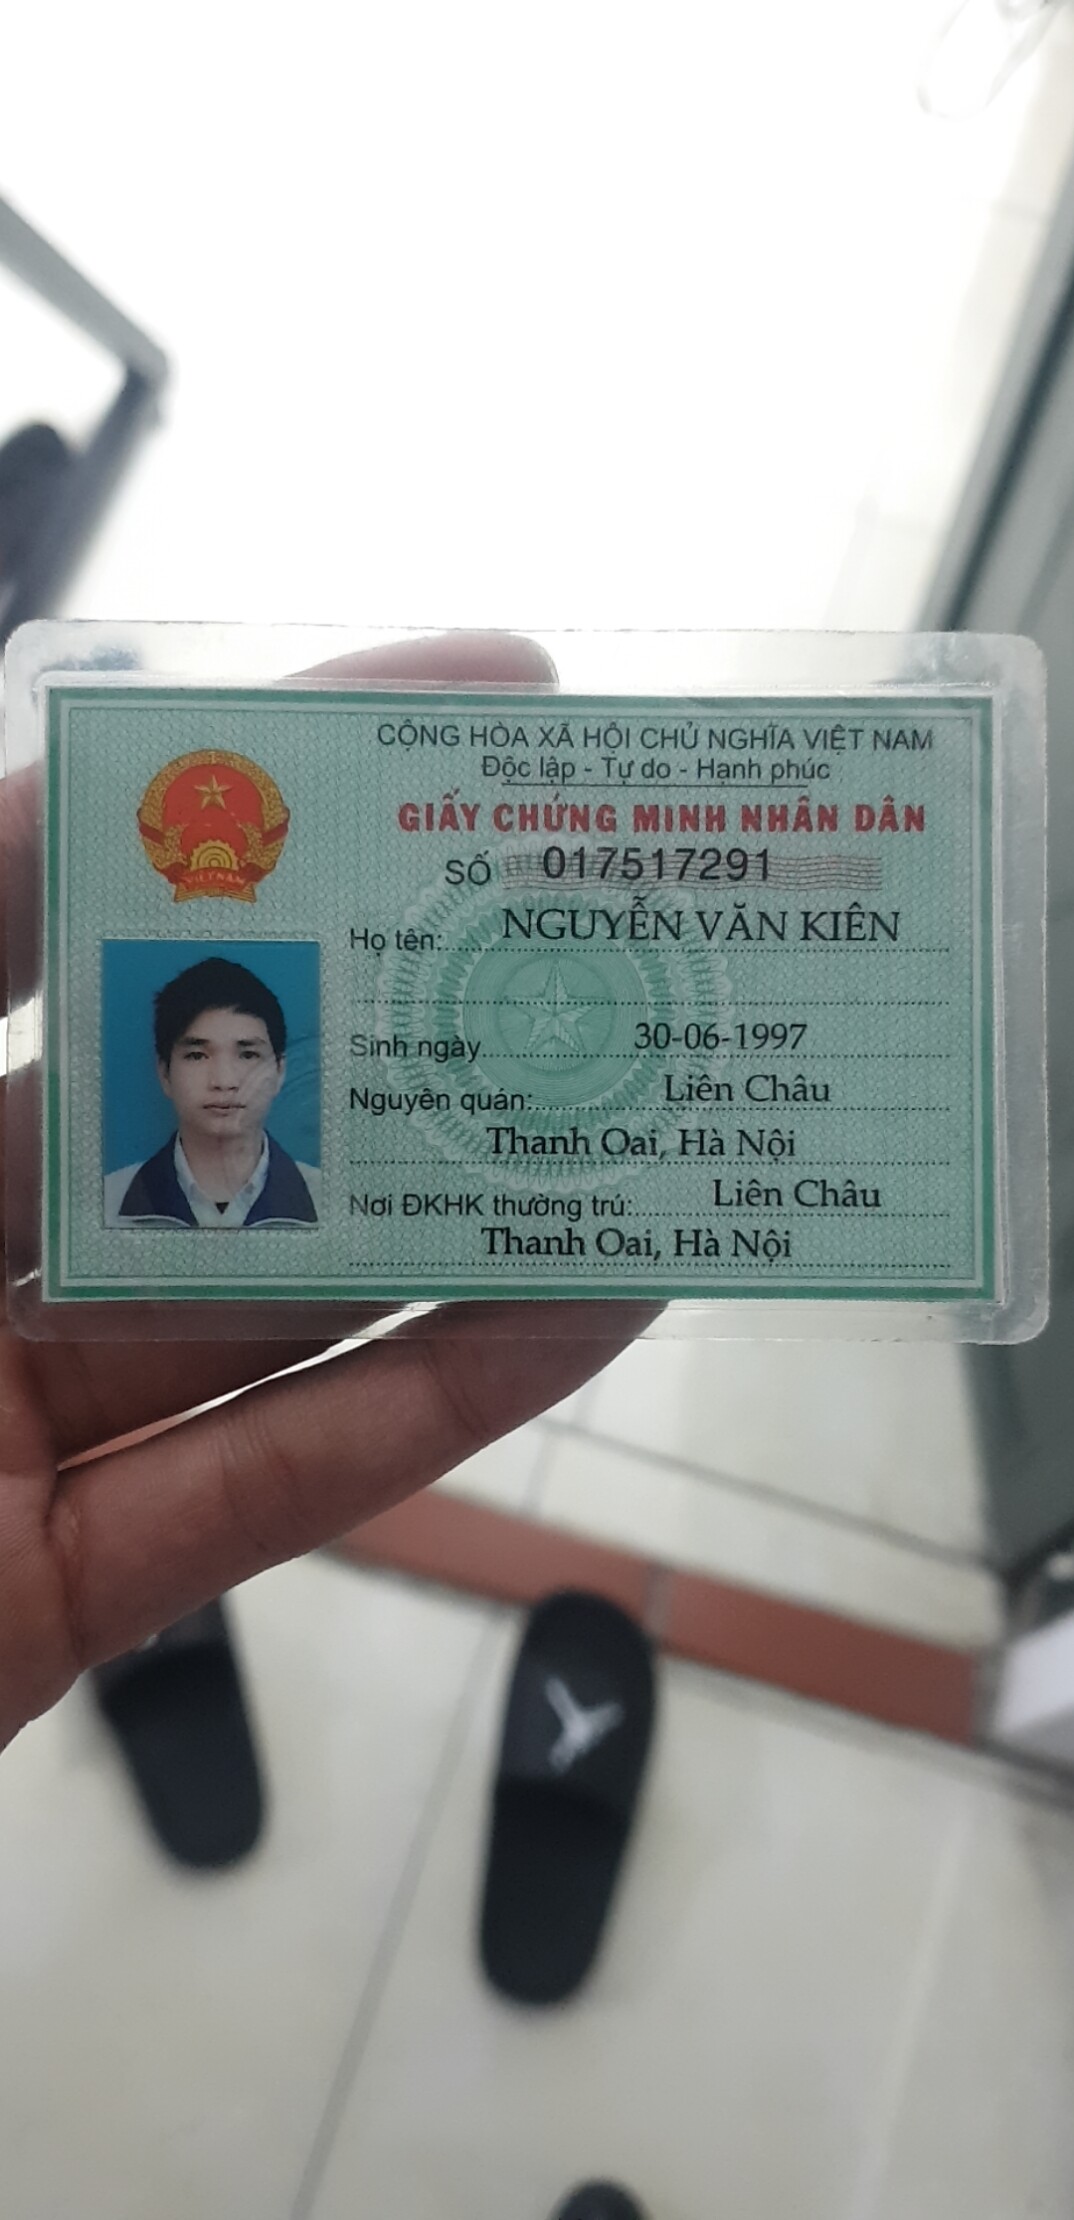 CỘNG HÒA XÃ HỘI CHỦ NGHĨA VIỆT NAM
Độc lập - Tự do - Hạnh phúc
GIẤY CHỨNG MINH NHÂN DÂN
SỐ 017517291
Họ tên: NGUYỄN VĂN KIÊN
Sinh ngày 30-06-1997
Nguyên quán: Liên Châu
Thanh Oai, Hà Nội
Nơi ĐKHK thường trú: Liên Châu
Thanh Oai, Hà Nội
VIỆT NAM